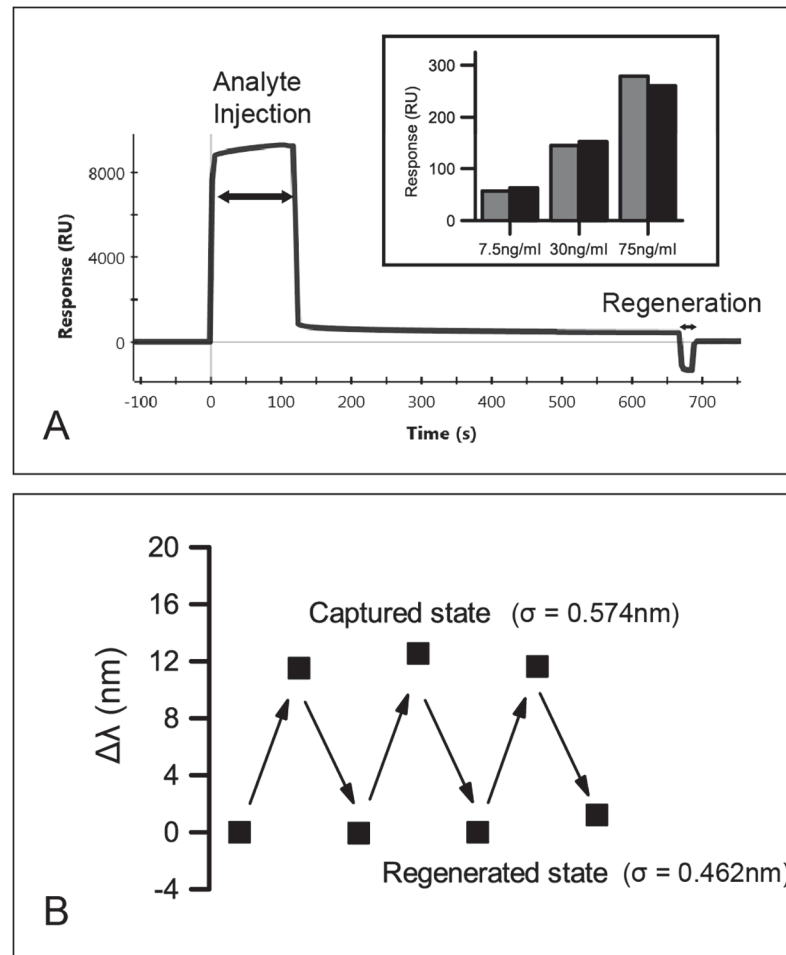 Analyte
Injection
Response (RU)
8000
4000
0
-100 0 100 200 300 400 500 600 700
Time (s)
Response (RU)
300
200
100
0
7.5ng/ml 30ng/ml 75ng/ml
Regeneration
A
Δλ (nm)
20
16
12
8
4
0
-4
Captured state (σ = 0.574nm)
Regenerated state (σ = 0.462nm)
B